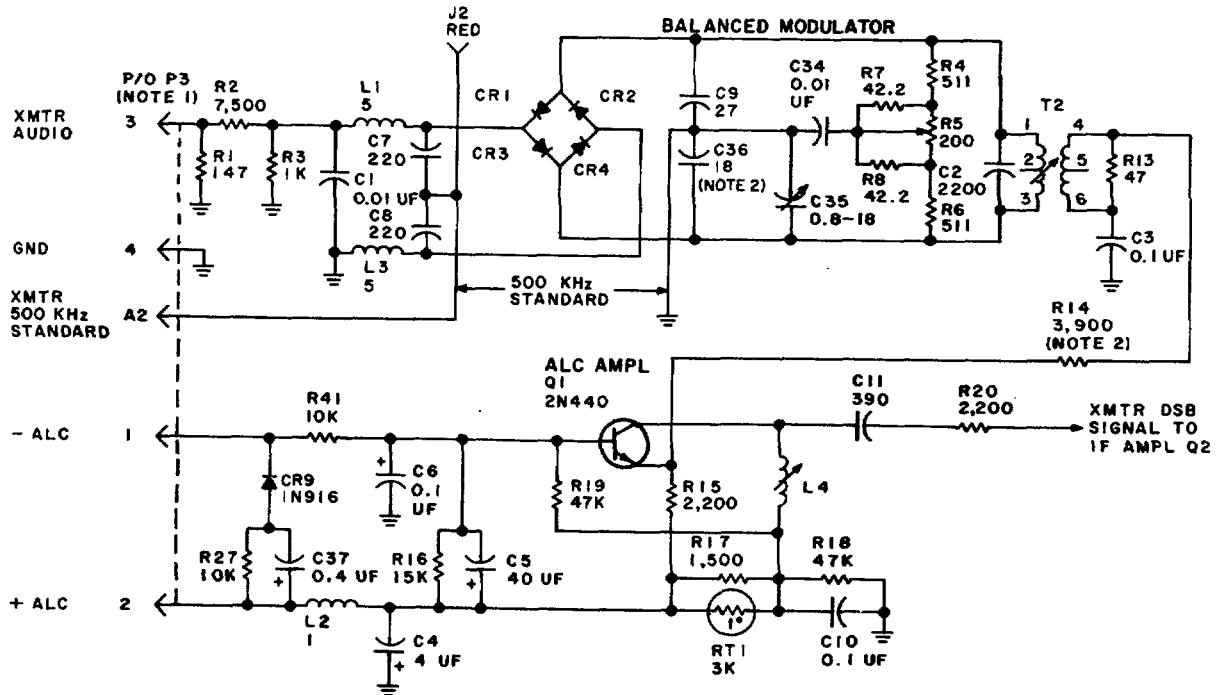 J2
RED
BALANCED MODULATOR
P/O P3
(NOTE 1)
R2
7,500
L1
5
XMTR
AUDIO
3
R1
147
R3
1K
C1
0.01 UF
C7
220
C8
220
L3
5
CR1
CR2
CR3
CR4
C9
27
C36
18
(NOTE 2)
C34
0.01
UF
C35
0.8-18
R7
42.2
R8
42.2
R4
511
R5
200
C2
2200
R6
511
T2
1
2
3
4
5
6
R13
47
C3
0.1 UF
GND
4
XMTR
500 KHz
STANDARD
A2
500 KHz
STANDARD
R14
3,900
(NOTE 2)
ALC AMPL
Q1
2N440
C11
390
R20
2,200
XMTR DSB
SIGNAL TO
IF AMPL Q2
- ALC
1
R41
10K
CR9
1N916
+
C6
0.1
UF
R19
47K
R15
2,200
L4
R27
10K
C37
0.4 UF
+
R16
15K
C5
40 UF
+
R17
1,500
R18
47K
+ ALC
2
L2
1
C4
4 UF
+
t°
RT1
3K
C10
0.1 UF